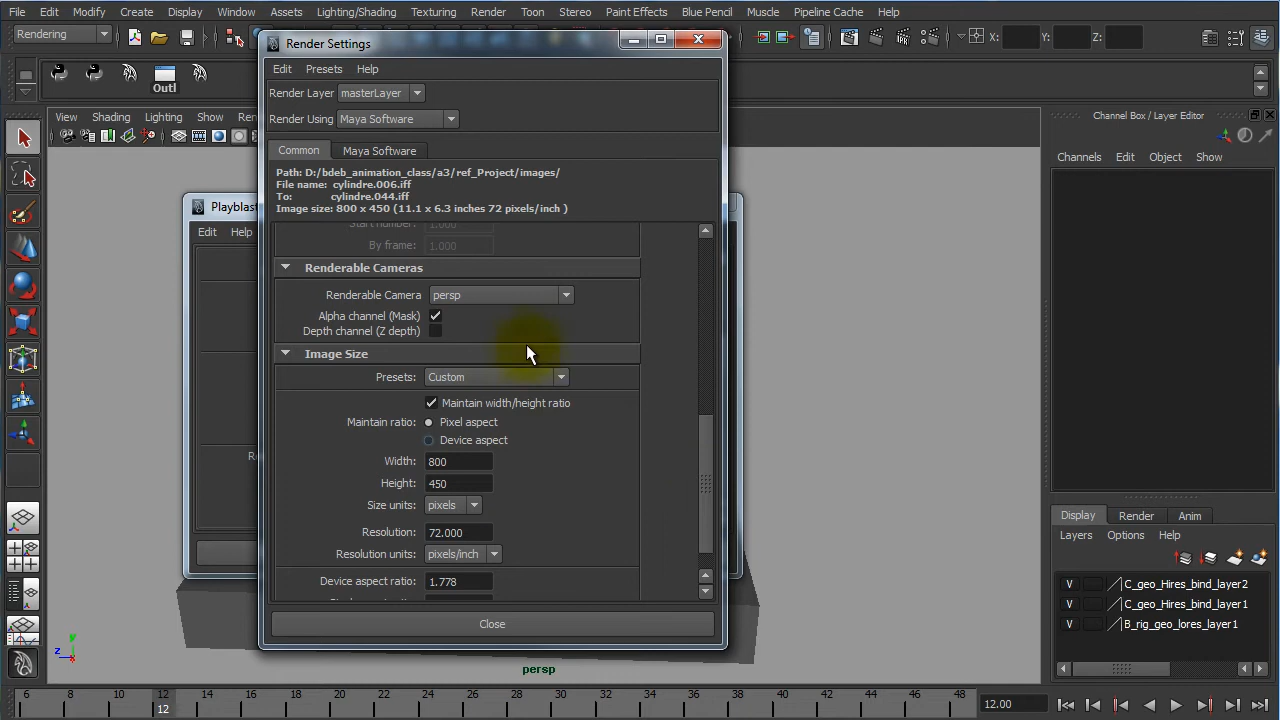 File Edit Modify Create Display Window Assets Lighting/Shading Texturing Render Toon Stereo Paint Effects Blue Pencil Muscle Pipeline Cache Help
Rendering
X: Y: Z:
Outl
View Shading Lighting Show Ren
Render Settings
Edit Presets Help
Render Layer masterLayer
Render Using Maya Software
Common Maya Software
Path: D:/bdeb_animation_class/a3/ref_Project/images/
File name: cylindre.006.iff
To: cylindre.044.iff
Image size: 800 x 450 (11.1 x 6.3 inches 72 pixels/inch )
Start number: 1.000
By frame: 1.000
Renderable Cameras
Renderable Camera persp
Alpha channel (Mask)
Depth channel (Z depth)
Image Size
Presets: Custom
Maintain width/height ratio
Maintain ratio: Pixel aspect
Device aspect
Width: 800
Height: 450
Size units: pixels
Resolution: 72.000
Resolution units: pixels/inch
Device aspect ratio: 1.778
Close
Playblast
Edit Help
Re
Channel Box / Layer Editor
Channels Edit Object Show
Display Render Anim
Layers Options Help
V C_geo_Hires_bind_layer2
V C_geo_Hires_bind_layer1
V B_rig_geo_lores_layer1
y
z x
persp
6 8 10 12 14 16 18 20 22 24 26 28 30 32 34 36 38 40 42 44 46 48
12
12.00